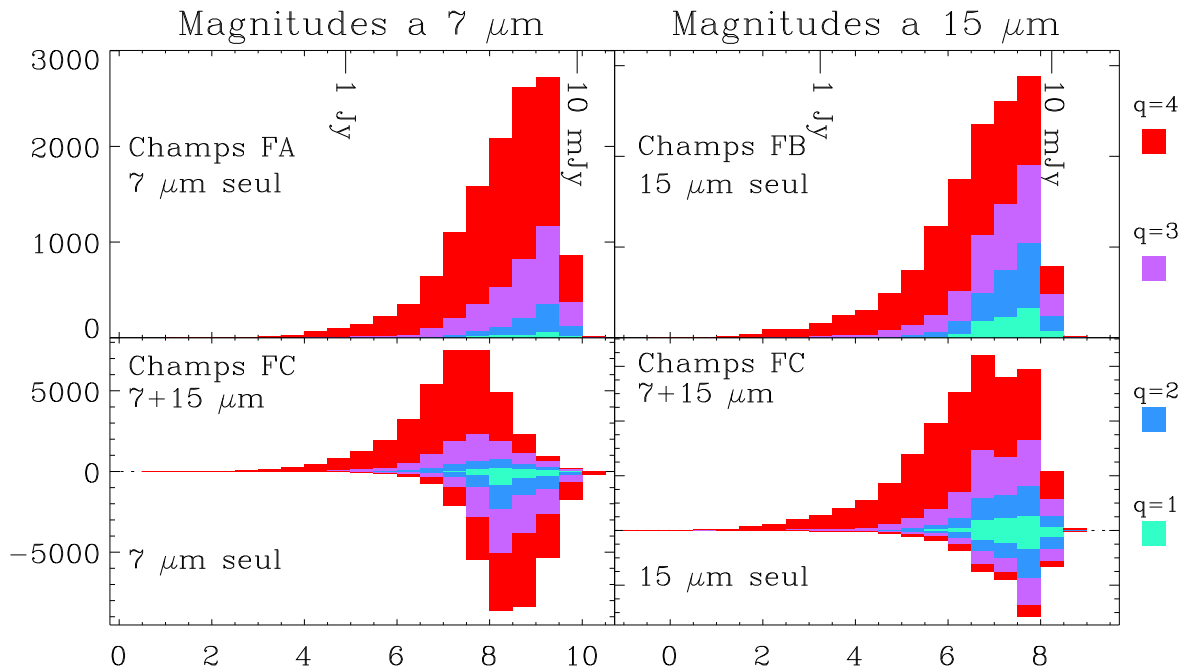 Magnitudes a 7 μm
Magnitudes a 15 μm
3000
2000
1000
0
1 Jy
10 mJy
Champs FA
7 μm seul
1 Jy
10 mJy
Champs FB
15 μm seul
q=4
q=3
q=2
q=1
5000
0
−5000
Champs FC
7+15 μm
7 μm seul
Champs FC
7+15 μm
15 μm seul
0 2 4 6 8 10
0 2 4 6 8